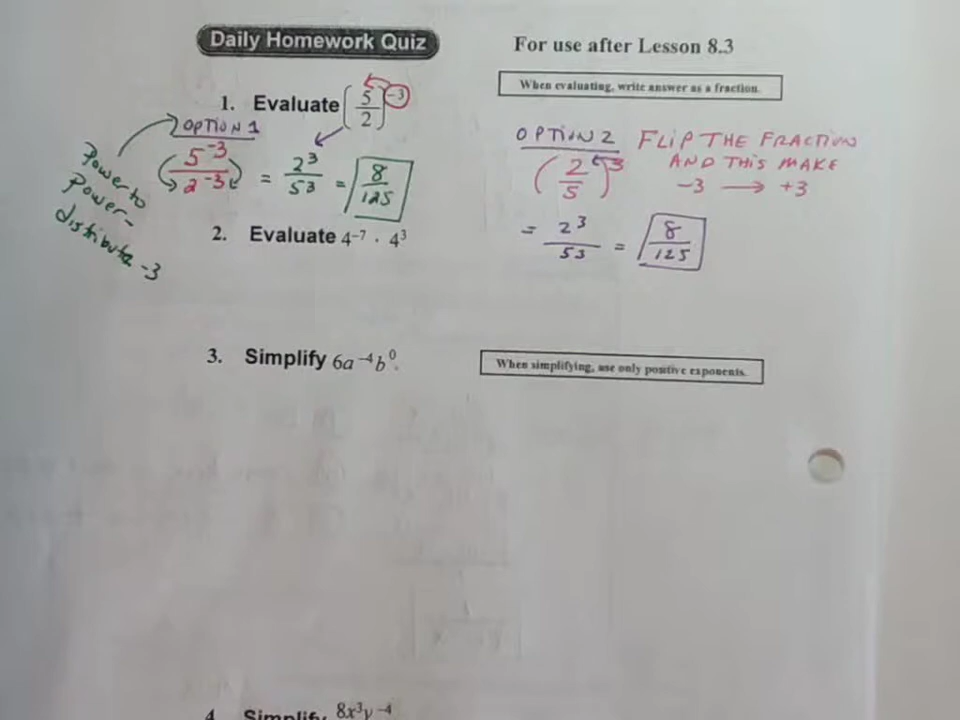 Daily Homework Quiz
For use after Lesson 8.3
When evaluating, write answer as a fraction.
1. Evaluate (5/2)^-3
OPTION 1
(5^-3 / 2^-3) = 2^3 / 5^3 = 8/125
Power to
Power-
distribute -3
OPTION 2 FLIP THE FRACTION
AND THIS MAKE
-3 → +3
(2/5)^3
= 2^3 / 5^3 = 8/125
2. Evaluate 4^-7 · 4^3
3. Simplify 6a^-4b^0.
When simplifying, use only positive exponents.
4. Simplify 8x^3y^-4